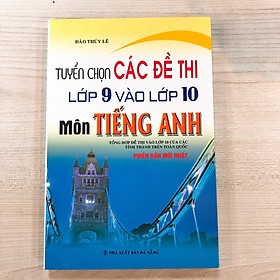 ĐÀO THÚY LÊ
TUYỂN CHỌN CÁC ĐỀ THI
LỚP 9 VÀO LỚP 10
Môn TIẾNG ANH
TỔNG HỢP ĐỀ THI VÀO LỚP 10 CỦA CÁC
TỈNH THÀNH TRÊN TOÀN QUỐC
PHIÊN BẢN MỚI NHẤT
NHÀ XUẤT BẢN ĐÀ NẴNG